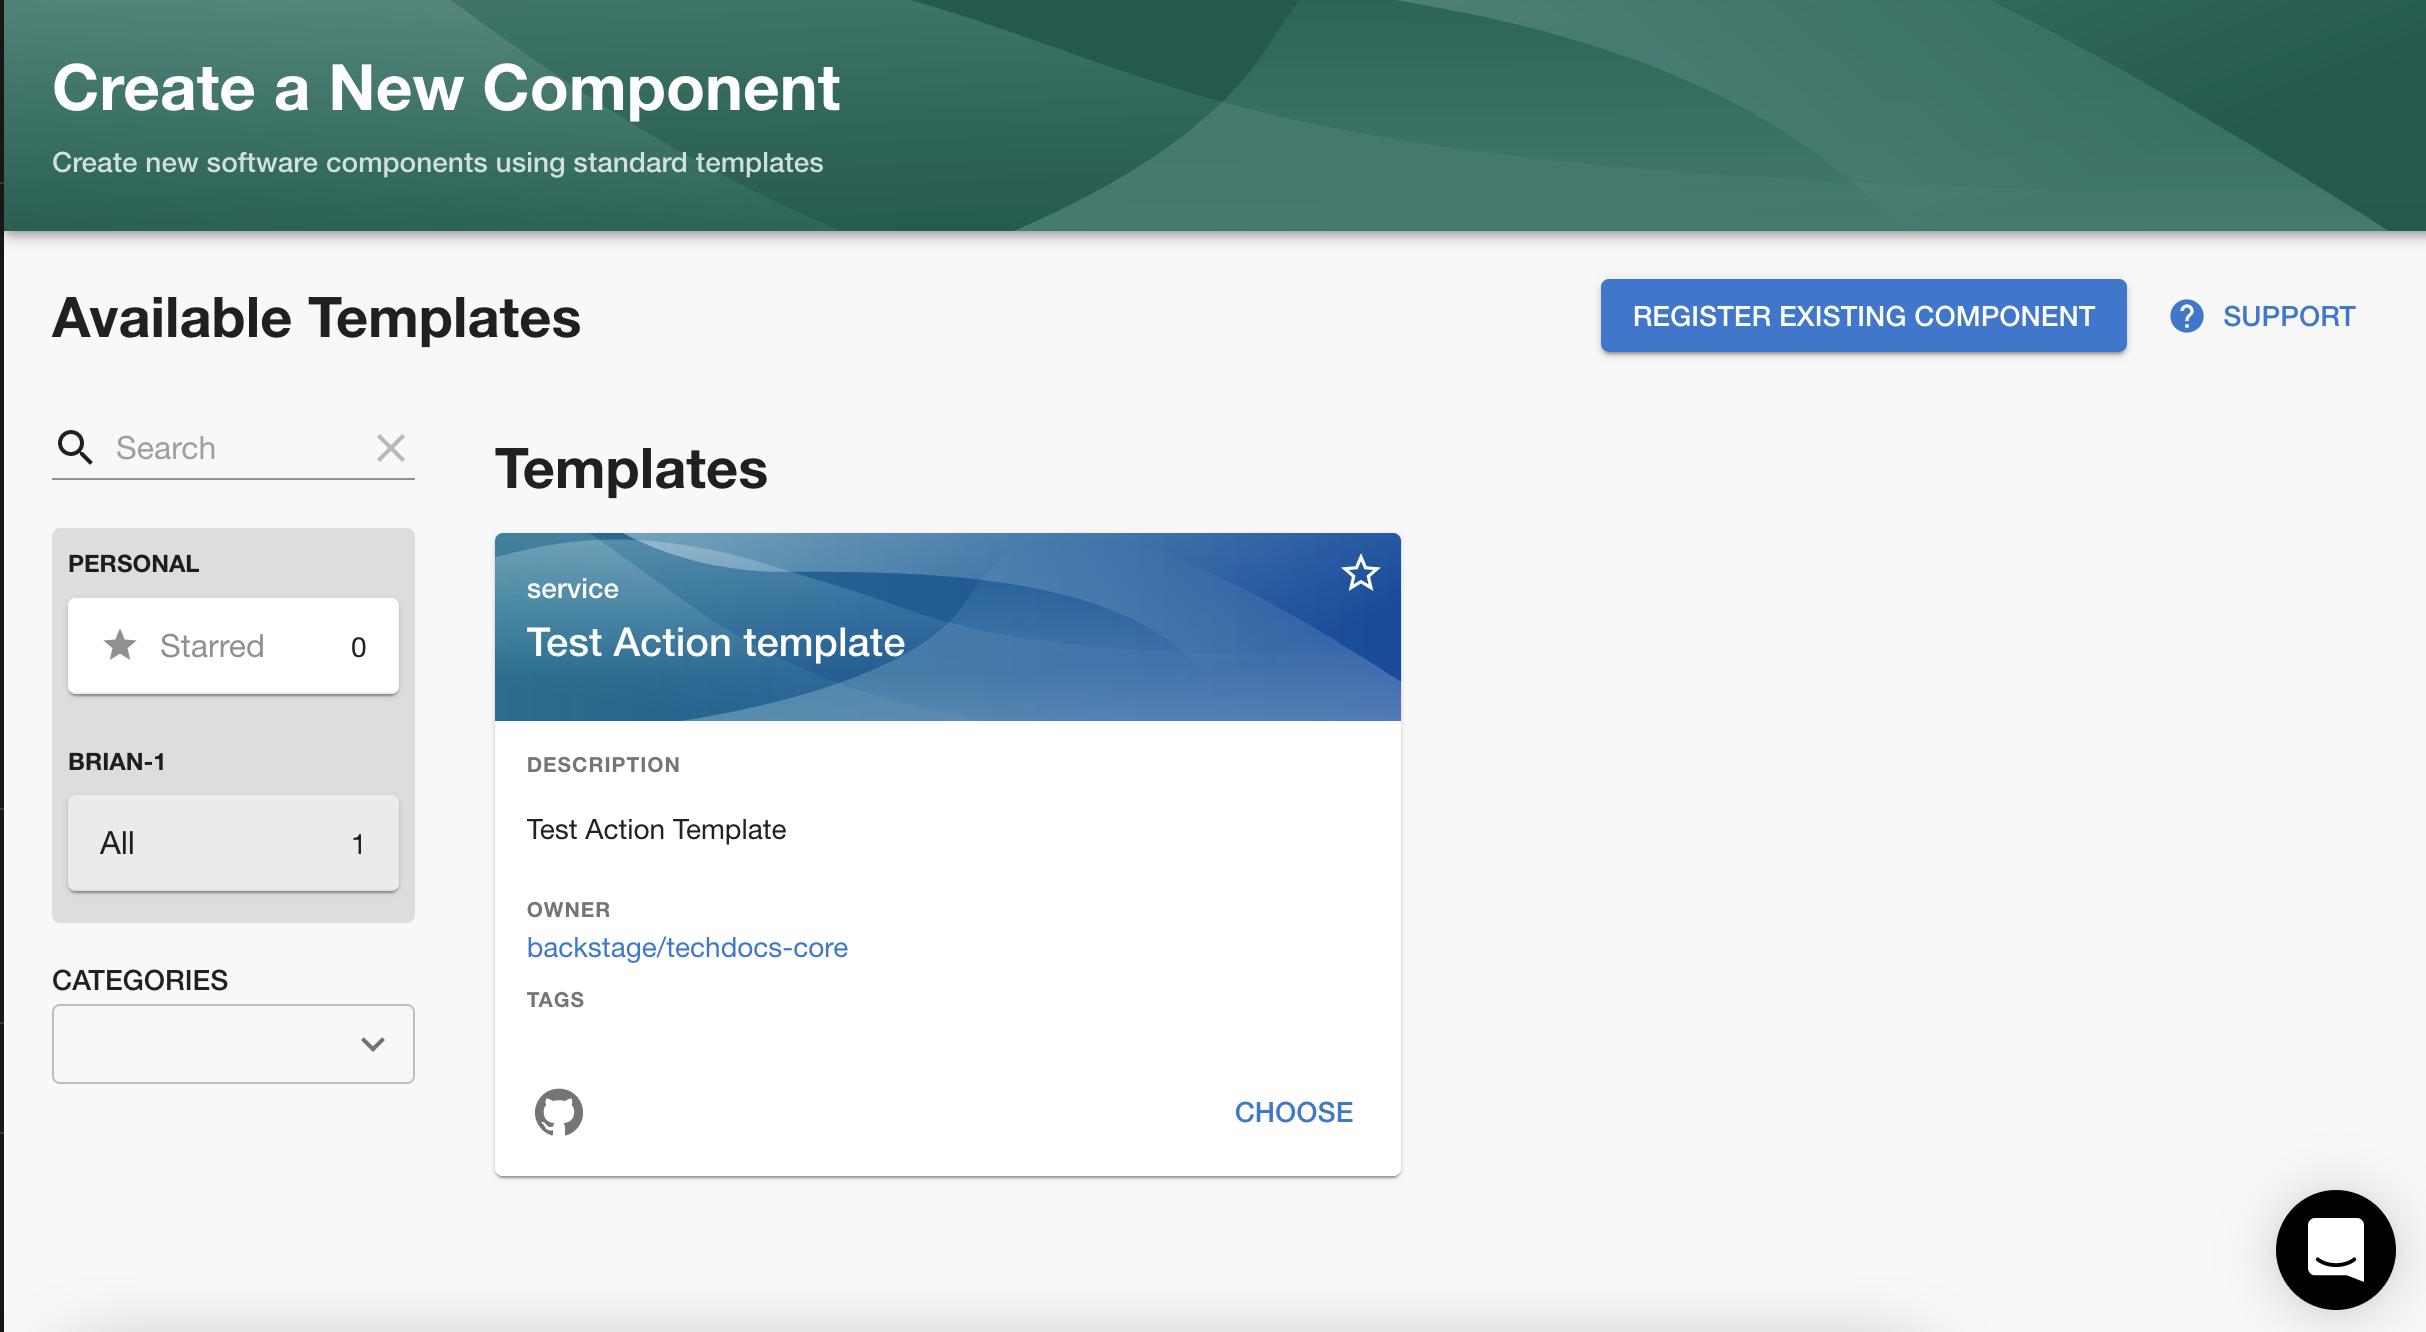 Create a New Component
Create new software components using standard templates
Available Templates
REGISTER EXISTING COMPONENT
? SUPPORT
Search
PERSONAL
Starred 0
BRIAN-1
All 1
CATEGORIES
Templates
service
Test Action template
DESCRIPTION
Test Action Template
OWNER
backstage/techdocs-core
TAGS
CHOOSE